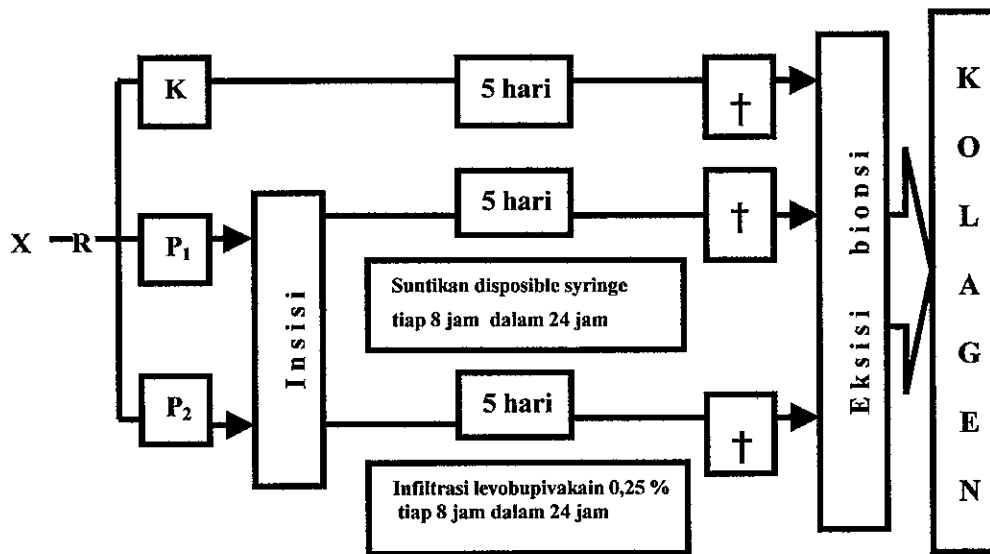 K
5 hari
†
X R P₁
Insisi
5 hari
†
Suntikan disposible syringe
tiap 8 jam dalam 24 jam
P₂
5 hari
†
Infiltrasi levobupivakain 0,25 %
tiap 8 jam dalam 24 jam
Eksisi bionsi
KOLAGEN